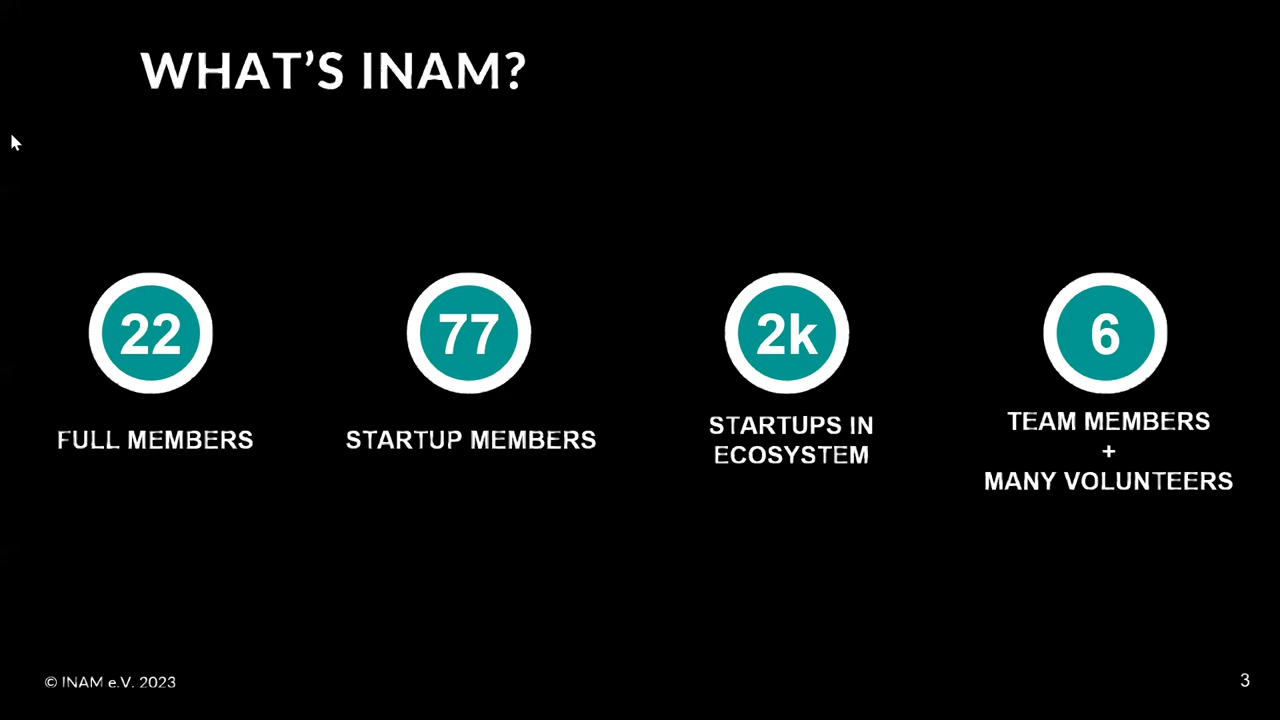 WHAT’S INAM?
22
FULL MEMBERS
77
STARTUP MEMBERS
2k
STARTUPS IN
ECOSYSTEM
6
TEAM MEMBERS
+
MANY VOLUNTEERS
© INAM e.V. 2023
3